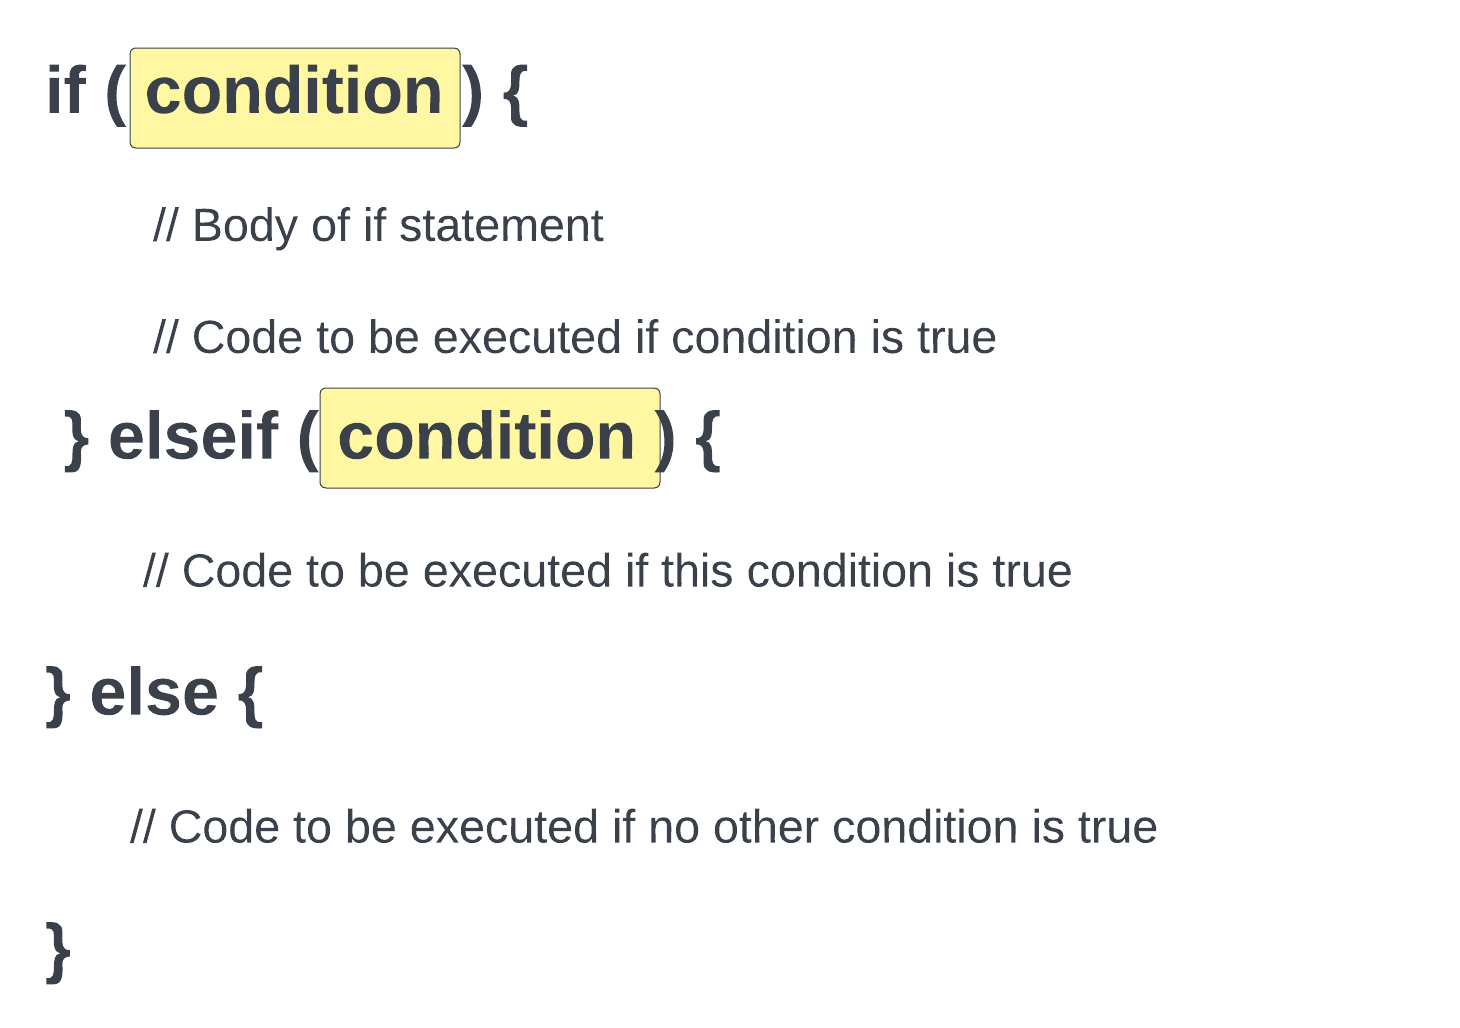 if ( condition ) {
// Body of if statement
// Code to be executed if condition is true
} elseif ( condition ) {
// Code to be executed if this condition is true
} else {
// Code to be executed if no other condition is true
}